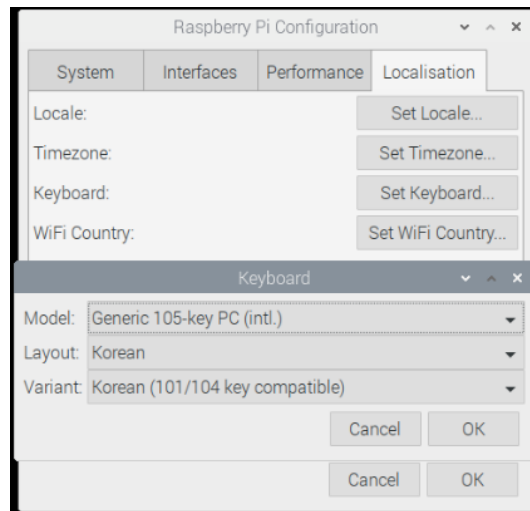 Raspberry Pi Configuration
System Interfaces Performance Localisation
Locale: Set Locale...
Timezone: Set Timezone...
Keyboard: Set Keyboard...
WiFi Country: Set WiFi Country...
Keyboard
Model: Generic 105-key PC (intl.)
Layout: Korean
Variant: Korean (101/104 key compatible)
Cancel OK
Cancel OK